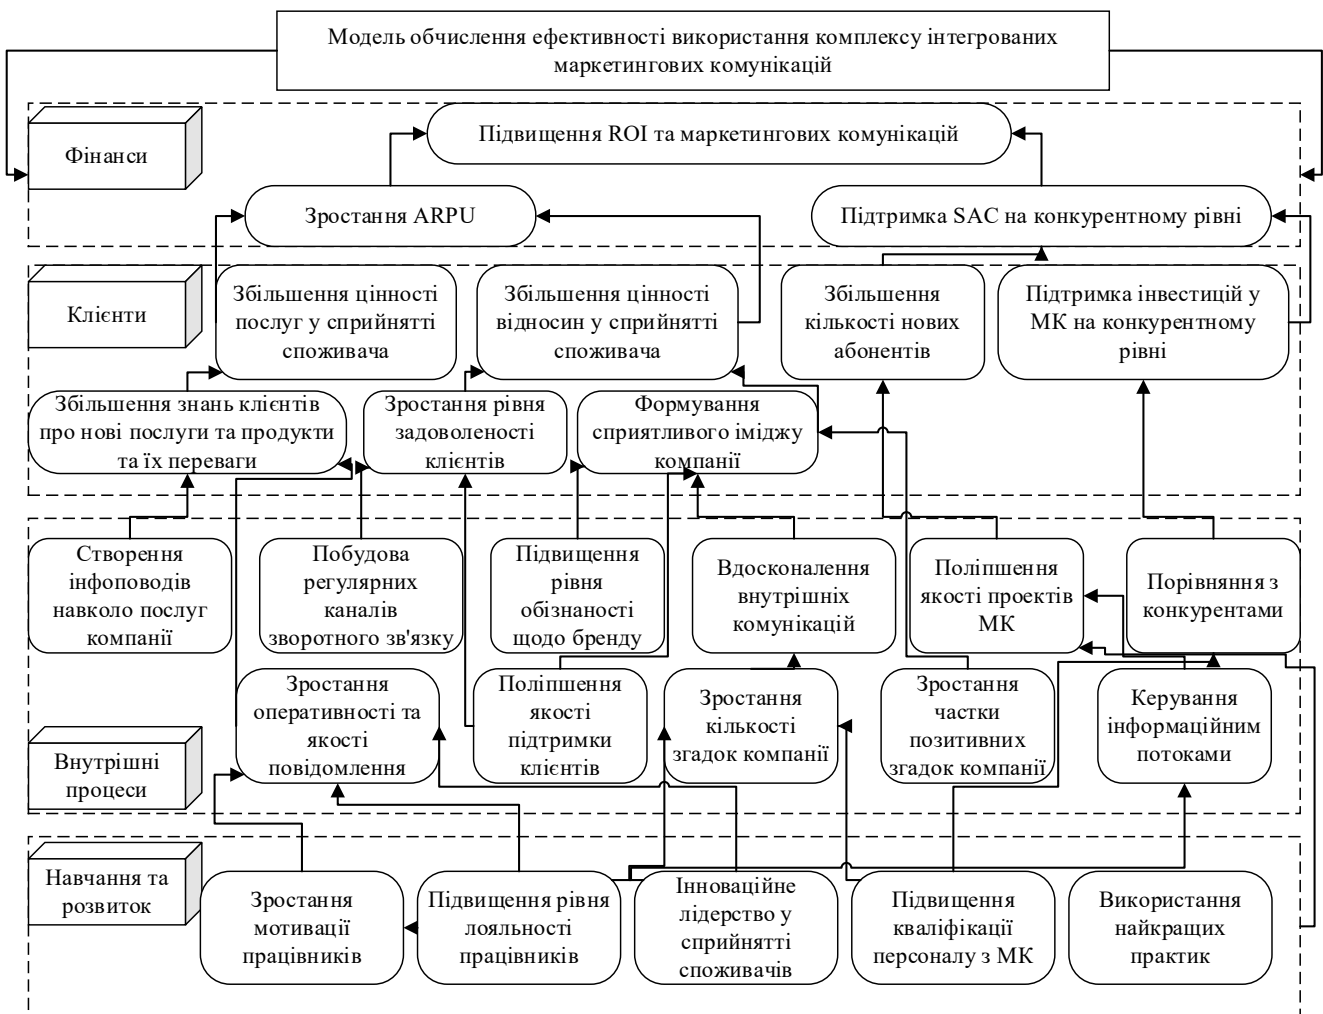 Модель обчислення ефективності використання комплексу інтегрованих
маркетингових комунікацій
Фінанси
Підвищення ROI та маркетингових комунікацій
Зростання ARPU
Підтримка SAC на конкурентному рівні
Клієнти
Збільшення цінності
послуг у сприйнятті
споживача
Збільшення цінності
відносин у сприйнятті
споживача
Збільшення
кількості нових
абонентів
Підтримка інвестицій у
МК на конкурентному
рівні
Збільшення знань клієнтів
про нові послуги та продукти
та їх переваги
Зростання рівня
задоволеності
клієнтів
Формування
сприятливого іміджу
компанії
Створення
інфоповодів
навколо послуг
компанії
Побудова
регулярних
каналів
зворотного зв'язку
Підвищення
рівня
обізнаності
щодо бренду
Вдосконалення
внутрішніх
комунікацій
Поліпшення
якості проектів
МК
Порівняння з
конкурентами
Внутрішні
процеси
Зростання
оперативності та
якості
повідомлення
Поліпшення
якості
підтримки
клієнтів
Зростання
кількості
згадок компанії
Зростання
частки
позитивних
згадок компанії
Керування
інформаційним
потоками
Навчання та
розвиток
Зростання
мотивації
працівників
Підвищення рівня
лояльності
працівників
Інноваційне
лідерство у
сприйнятті
споживачів
Підвищення
кваліфікації
персоналу з МК
Використання
найкращих
практик